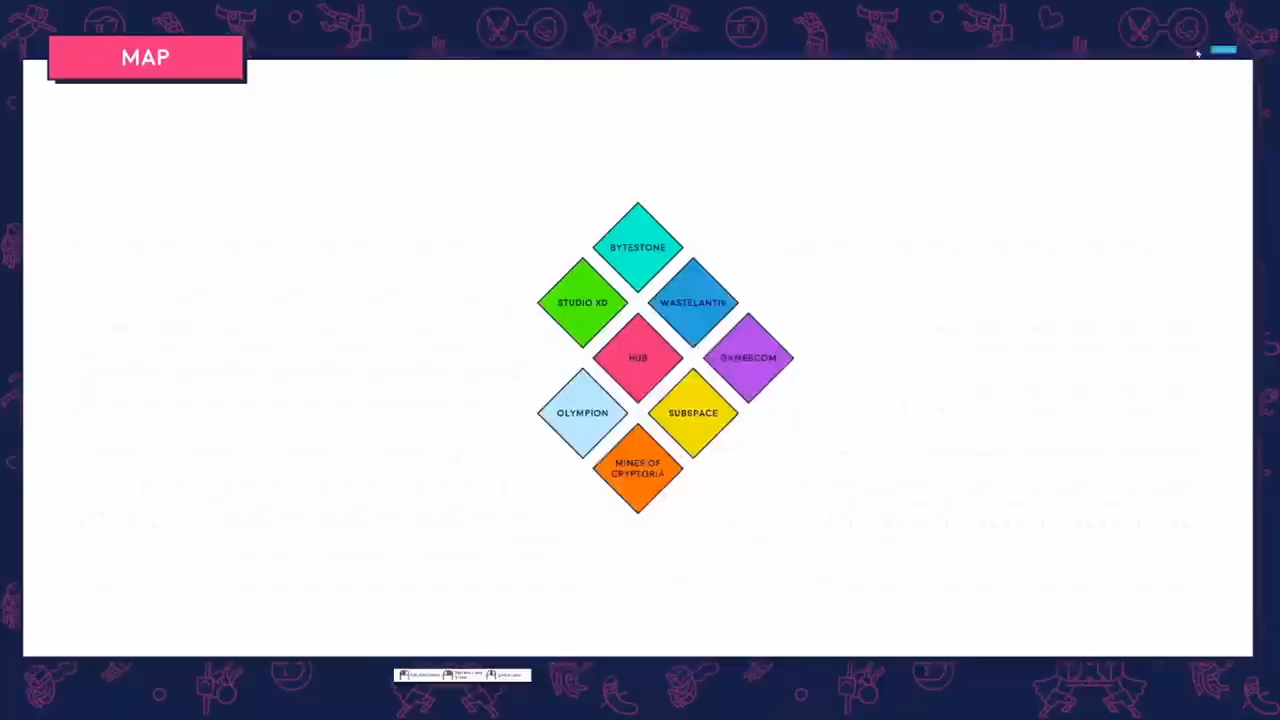 MAP
BYTESTONE
STUDIO XD
WASTELANTIS
HUB
GAMESCOM
OLYMPION
SUBSPACE
MINES OF
CRYPTORIA